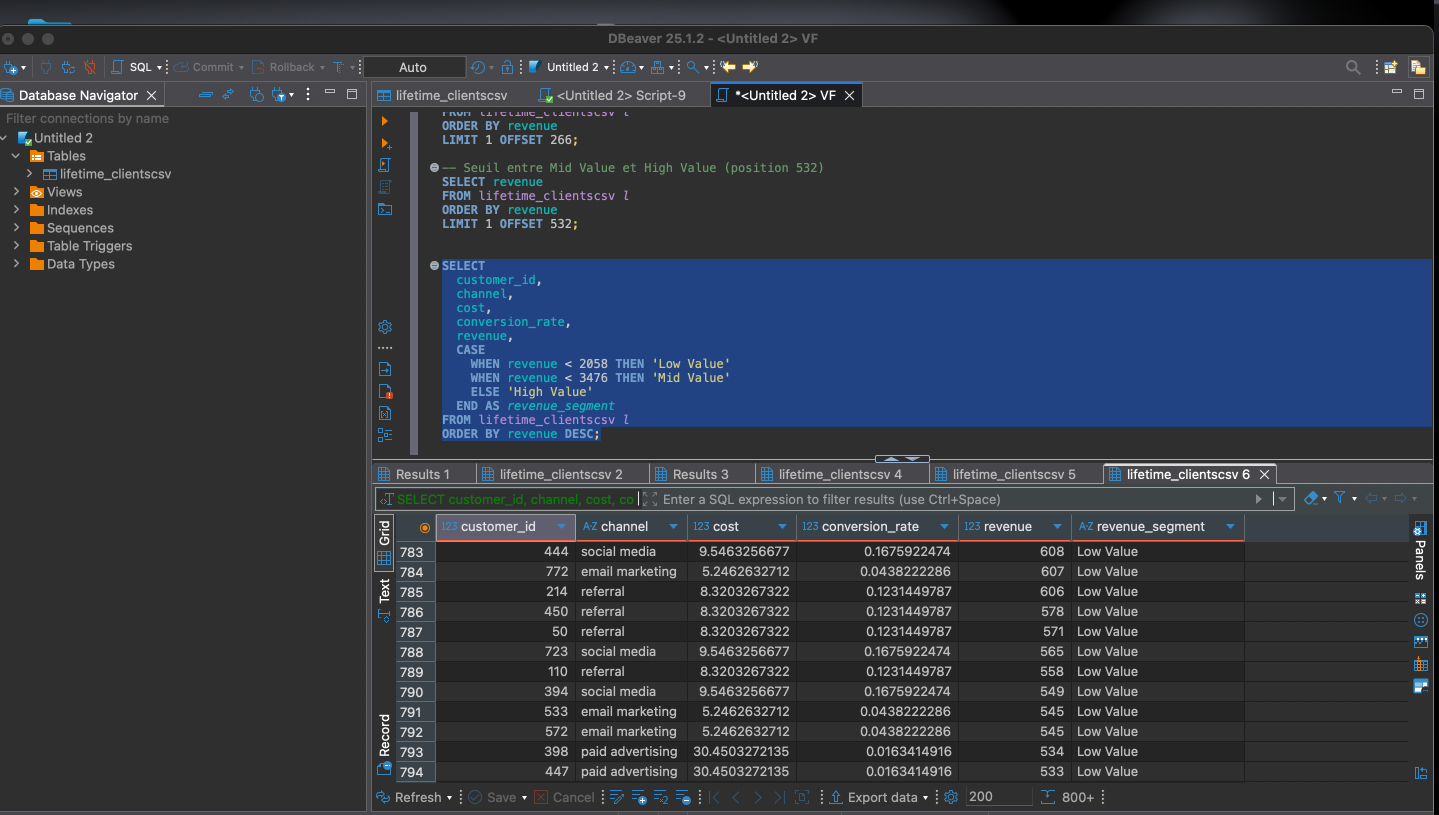 DBeaver 25.1.2 - <Untitled 2> VF
SQL Commit Rollback T Auto Untitled 2
Database Navigator
Filter connections by name
Untitled 2
Tables
lifetime_clientscsv
Views
Indexes
Sequences
Table Triggers
Data Types
lifetime_clientscsv <Untitled 2> Script-9 *<Untitled 2> VF
FROM lifetime_clientscsv l
ORDER BY revenue
LIMIT 1 OFFSET 266;
-- Seuil entre Mid Value et High Value (position 532)
SELECT revenue
FROM lifetime_clientscsv l
ORDER BY revenue
LIMIT 1 OFFSET 532;
SELECT
customer_id,
channel,
cost,
conversion_rate,
revenue,
CASE
WHEN revenue < 2058 THEN 'Low Value'
WHEN revenue < 3476 THEN 'Mid Value'
ELSE 'High Value'
END AS revenue_segment
FROM lifetime_clientscsv l
ORDER BY revenue DESC;
Results 1 lifetime_clientscsv 2 Results 3 lifetime_clientscsv 4 lifetime_clientscsv 5 lifetime_clientscsv 6
SELECT customer_id, channel, cost, co Enter a SQL expression to filter results (use Ctrl+Space)
Grid
Text
Record
123 customer_id A-Z channel 123 cost 123 conversion_rate 123 revenue A-Z revenue_segment
783 444 social media 9.5463256677 0.1675922474 608 Low Value
784 772 email marketing 5.2462632712 0.0438222286 607 Low Value
785 214 referral 8.3203267322 0.1231449787 606 Low Value
786 450 referral 8.3203267322 0.1231449787 578 Low Value
787 50 referral 8.3203267322 0.1231449787 571 Low Value
788 723 social media 9.5463256677 0.1675922474 565 Low Value
789 110 referral 8.3203267322 0.1231449787 558 Low Value
790 394 social media 9.5463256677 0.1675922474 549 Low Value
791 533 email marketing 5.2462632712 0.0438222286 545 Low Value
792 572 email marketing 5.2462632712 0.0438222286 545 Low Value
793 398 paid advertising 30.4503272135 0.0163414916 534 Low Value
794 447 paid advertising 30.4503272135 0.0163414916 533 Low Value
Panels
Refresh Save Cancel Export data 200 800+